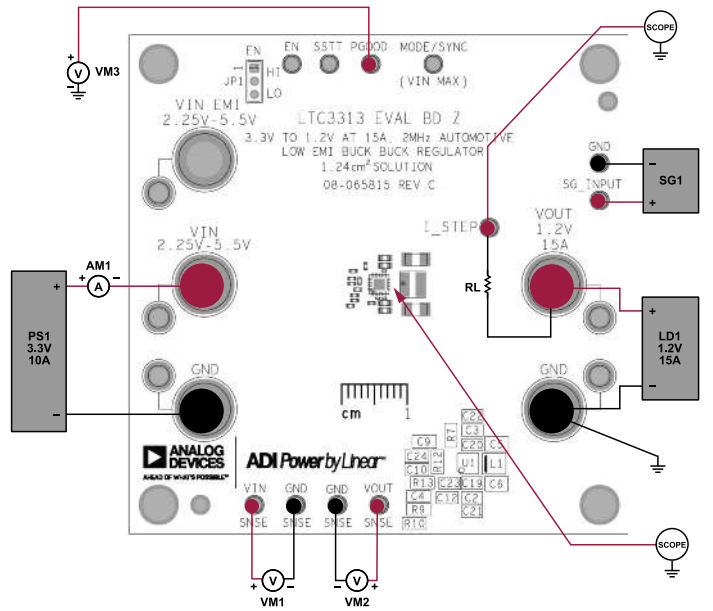 SCOPE
EN
EN SSTT PGOOD MODE/SYNC
+
V VM3
−
1
HI
JP1
LO
(VIN MAX)
VIN EMI
2.25V-5.5V
LTC3313 EVAL BD Z
3.3V TO 1.2V AT 15A, 2MHz AUTOMOTIVE
LOW EMI BUCK BUCK REGULATOR
1.24cm² SOLUTION
08-065815 REV C
GND
−
SG1
SG_INPUT
+
VIN
2.25V-5.5V
I_STEP
VOUT
1.2V
15A
AM1
+ A −
RL
+
PS1
3.3V
10A
−
+
LD1
1.2V
15A
−
GND
GND
cm 1
ANALOG
DEVICES
AHEAD OF WHAT'S POSSIBLE™
ADI Power by Linear™
C22
C3
R7
C9
C20
C5
C24
R12
U1
L1
C10
R13
C23
C19
C6
C4
C12
C2
R9
C21
R10
VIN GND GND VOUT
SNSE SNSE SNSE SNSE
+ V −
VM1
− V +
VM2
SCOPE